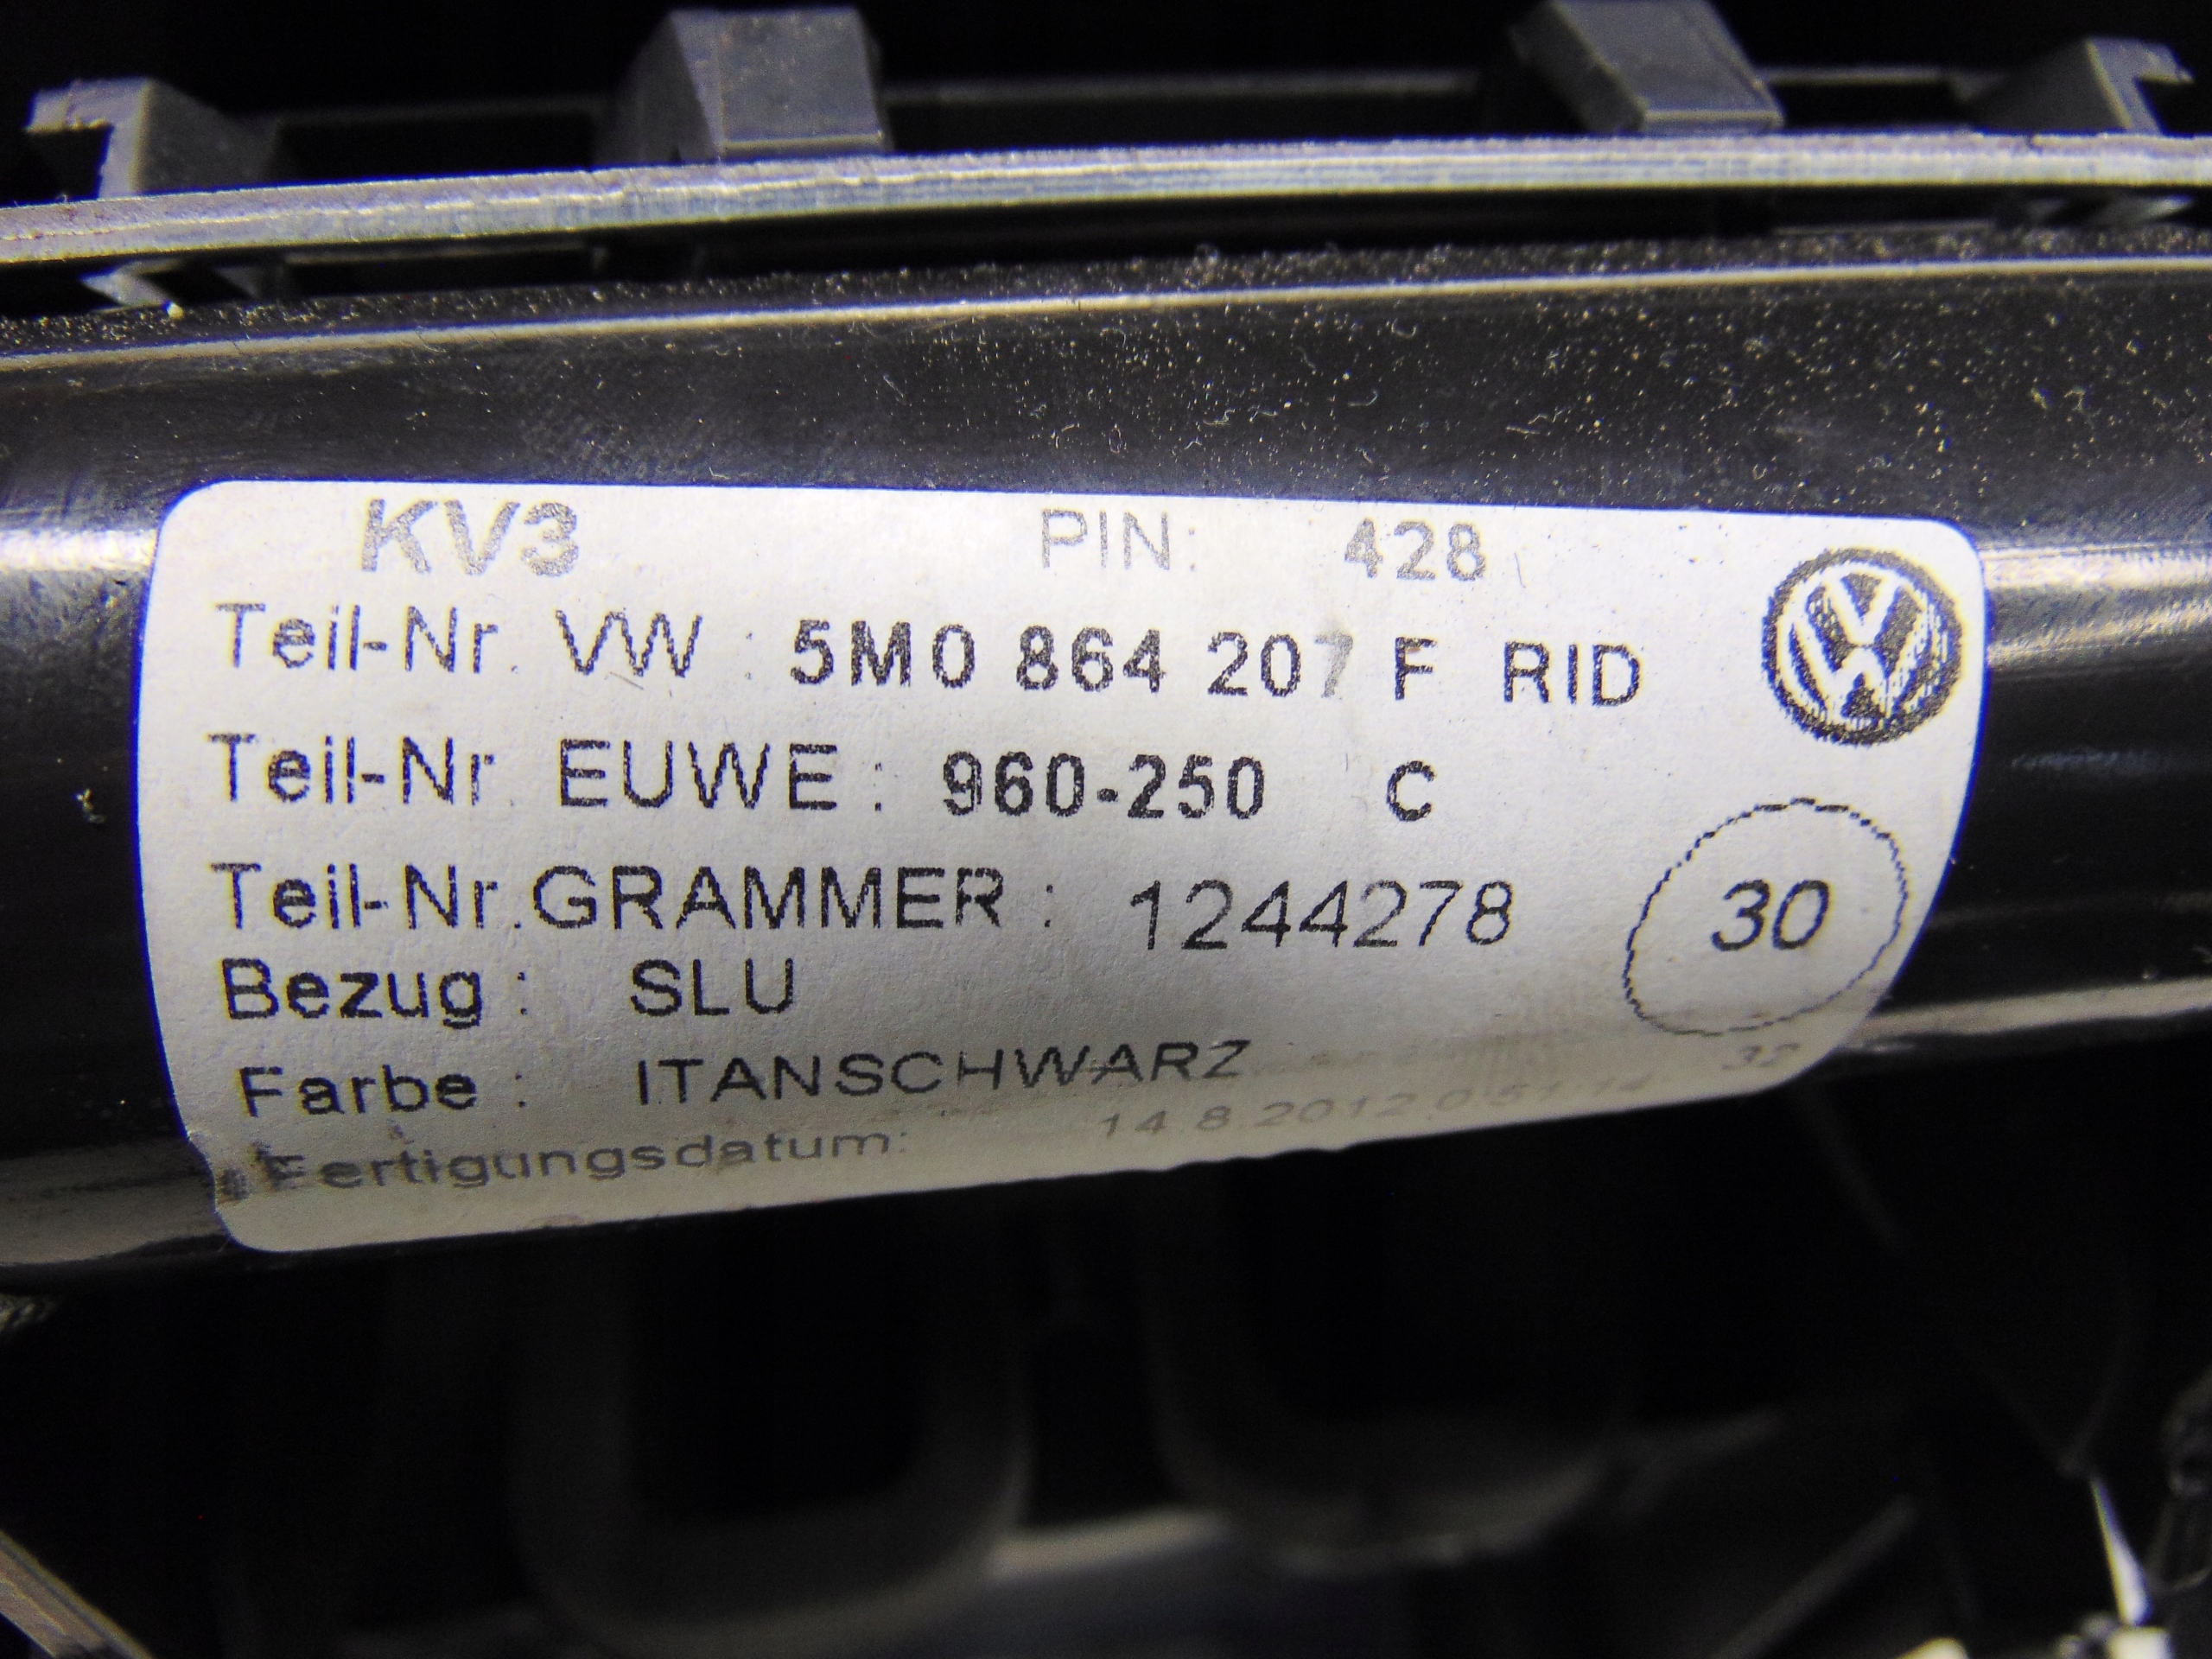 KV3 PIN: 428
Teil-Nr. VW : 5M0 864 207 F RID
Teil-Nr. EUWE : 960-250 C
Teil-Nr. GRAMMER : 1244278
30
Bezug : SLU
Farbe : ITANSCHWARZ
32
Fertigungsdatum: 14.8.2012